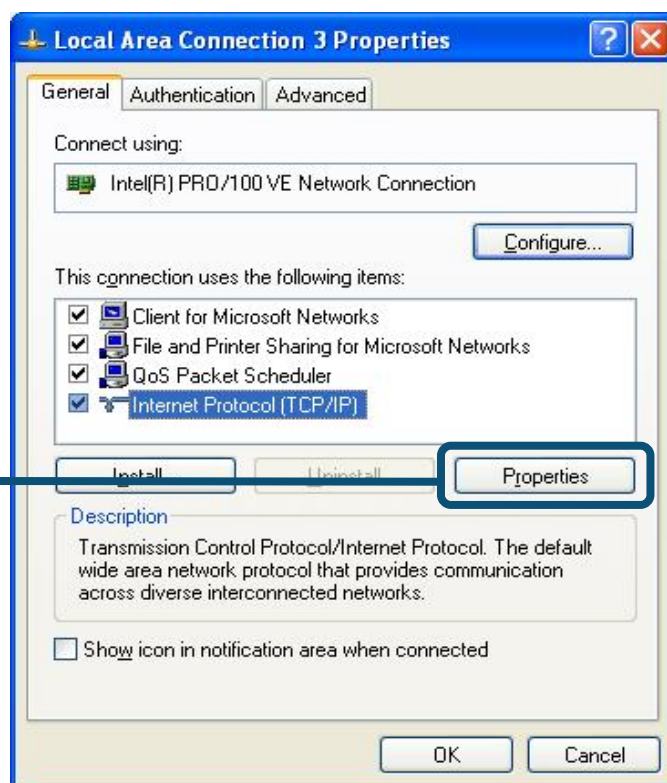 Local Area Connection 3 Properties
General Authentication Advanced
Connect using:
Intel(R) PRO/100 VE Network Connection
Configure...
This connection uses the following items:
Client for Microsoft Networks
File and Printer Sharing for Microsoft Networks
QoS Packet Scheduler
Internet Protocol (TCP/IP)
Install... Uninstall Properties
Description
Transmission Control Protocol/Internet Protocol. The default
wide area network protocol that provides communication
across diverse interconnected networks.
Show icon in notification area when connected
OK Cancel